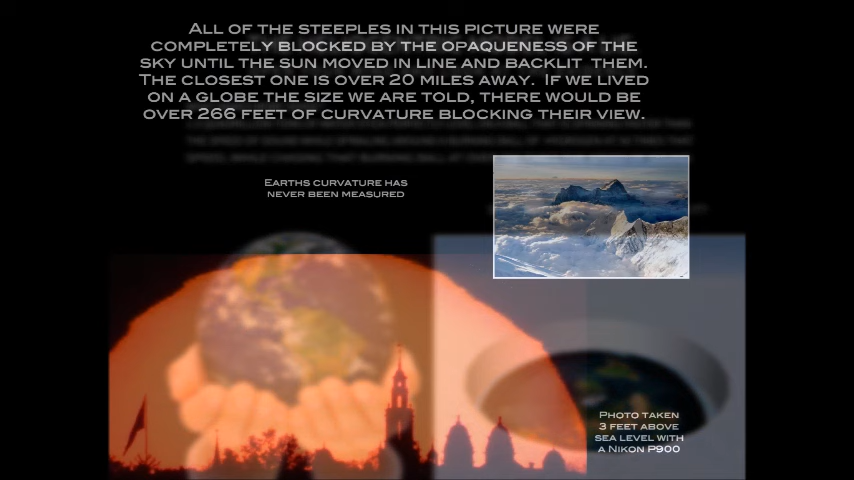 All of the steeples in this picture were
completely blocked by the opaqueness of the
sky until the sun moved in line and backlit them.
The closest one is over 20 miles away. If we lived
on a globe the size we are told, there would be
over 266 feet of curvature blocking their view.
Earths curvature has
never been measured
Photo taken
3 feet above
sea level with
a Nikon P900